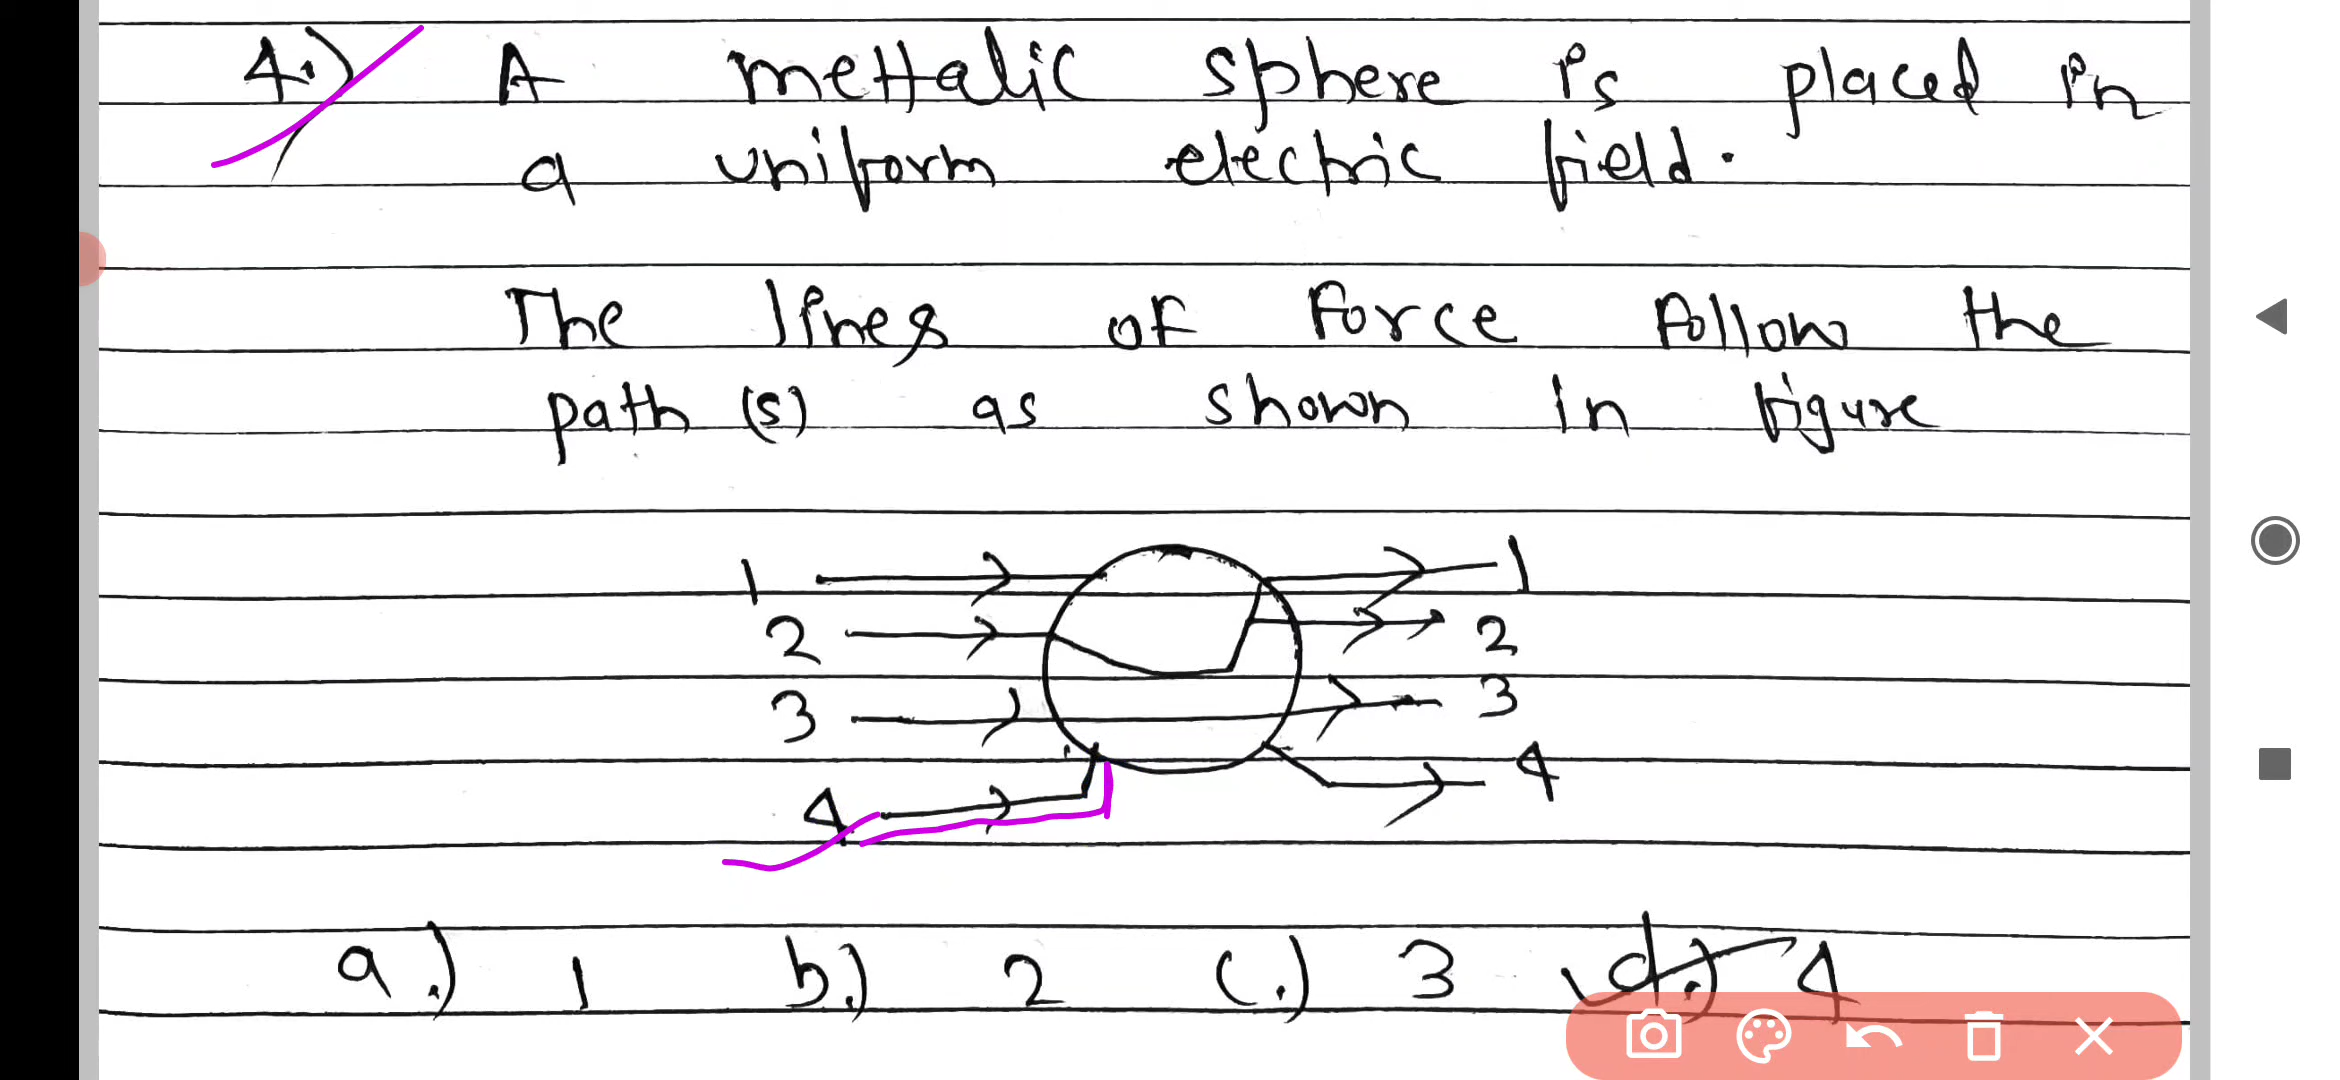 4.) A mettalic sphere is placed in
a uniform electric field.
The lines of Force Follow the
path (s) as shown in figure
1 1
2 2
3 3
4 4
a.) 1 b.) 2 c.) 3 d.) 4